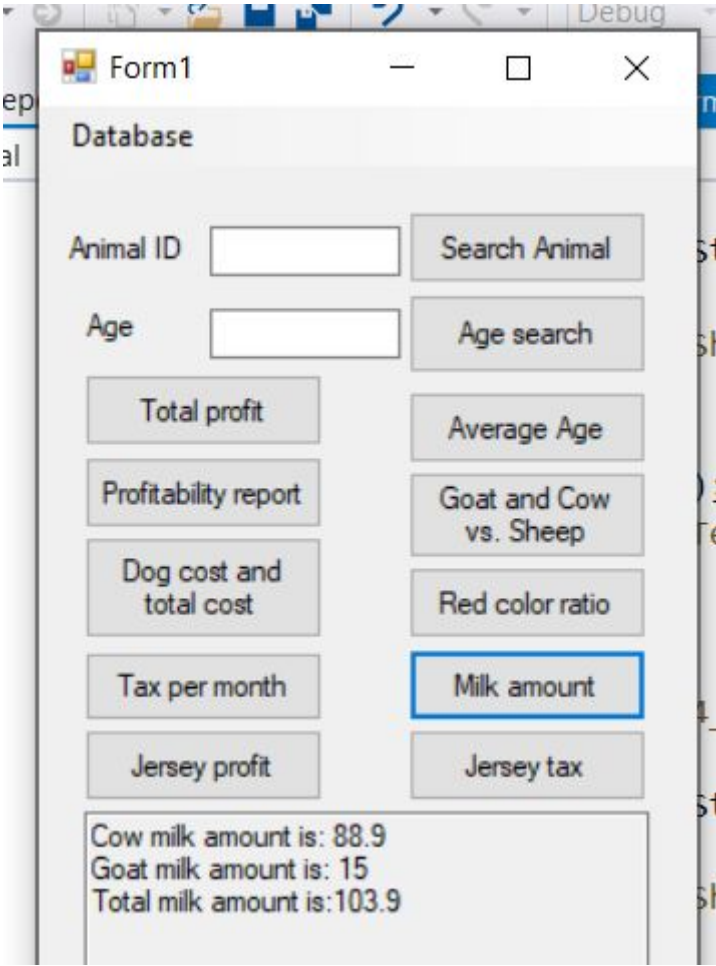 Debug
Form1
Database
Animal ID
Search Animal
Age
Age search
Total profit
Average Age
Profitability report
Goat and Cow
vs. Sheep
Dog cost and
total cost
Red color ratio
Tax per month
Milk amount
Jersey profit
Jersey tax
Cow milk amount is: 88.9
Goat milk amount is: 15
Total milk amount is:103.9